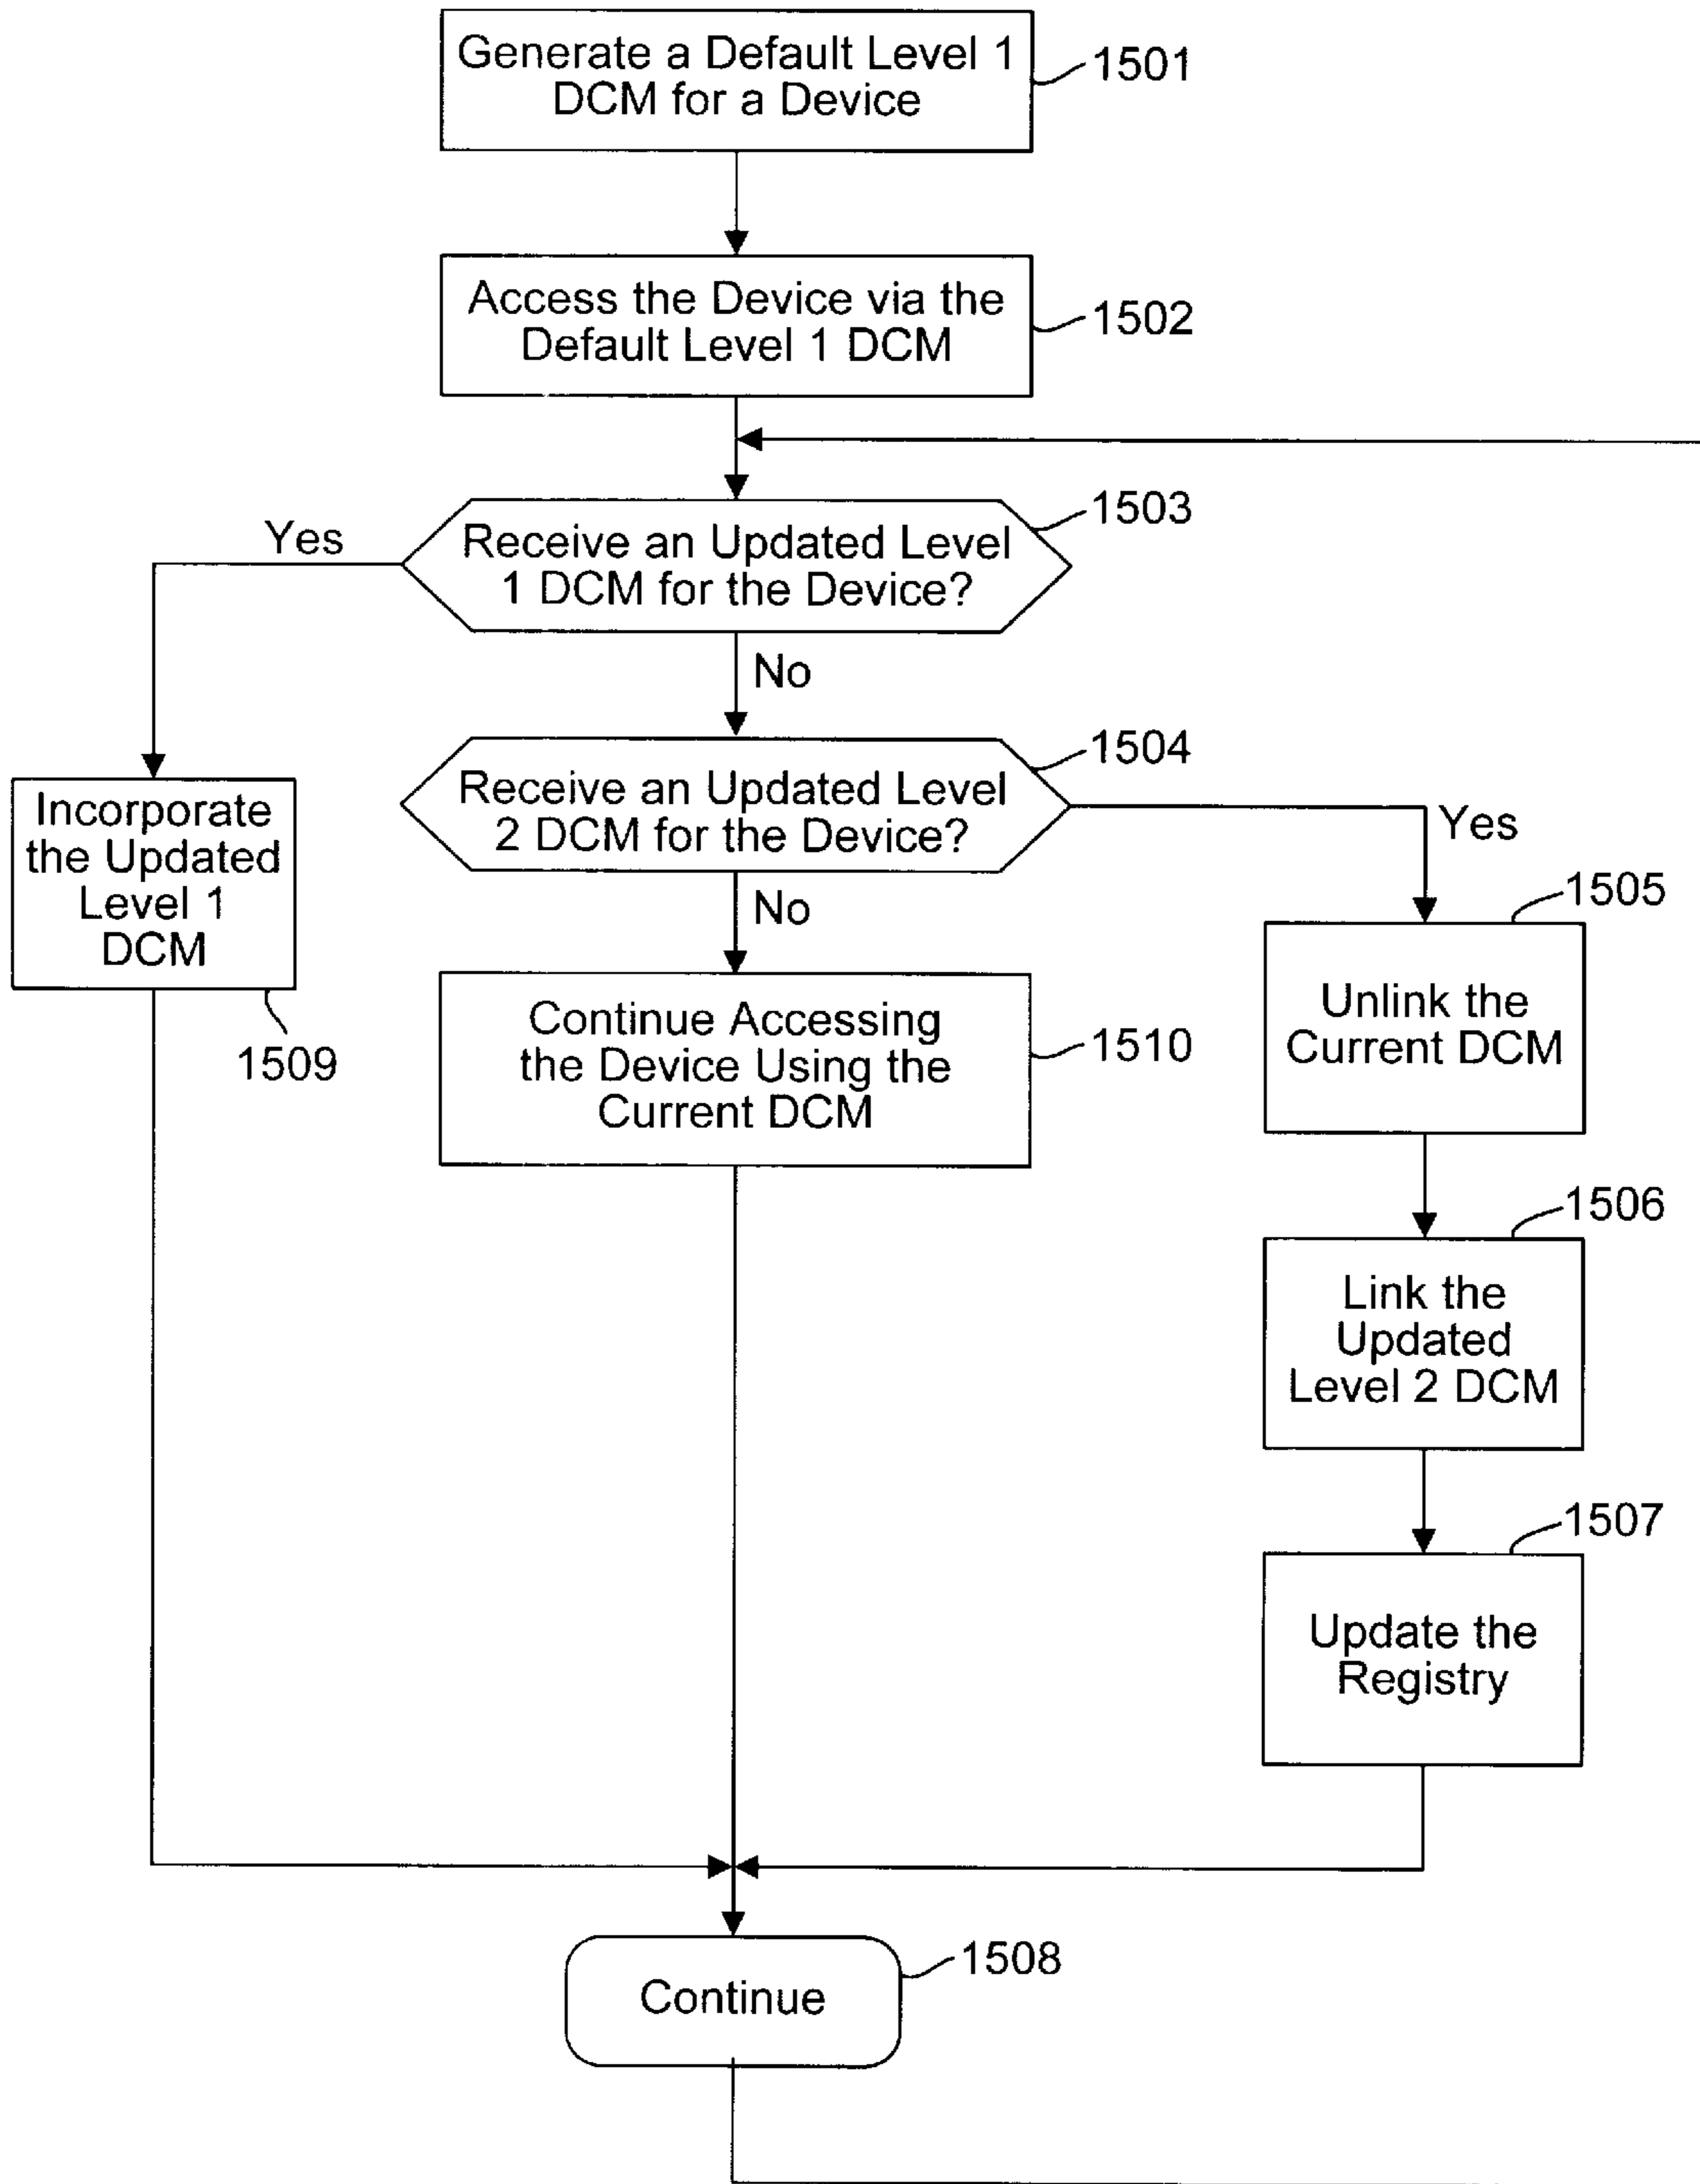 Generate a Default Level 1
DCM for a Device
1501
Access the Device via the
Default Level 1 DCM
1502
1503
Yes
Receive an Updated Level
1 DCM for the Device?
No
1504
Receive an Updated Level
2 DCM for the Device?
Yes
Incorporate
the Updated
Level 1
DCM
1509
No
1505
Unlink the
Current DCM
Continue Accessing
the Device Using the
Current DCM
1510
1506
Link the
Updated
Level 2 DCM
1507
Update the
Registry
1508
Continue